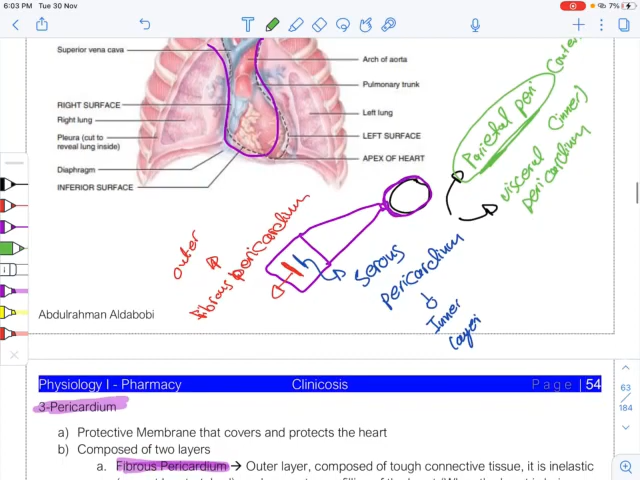 6:03 PM Tue 30 Nov
82%
Superior vena cava
Arch of aorta
Pulmonary trunk
RIGHT SURFACE
Right lung
Left lung
Pleura (cut to
reveal lung inside)
LEFT SURFACE
Diaphragm
APEX OF HEART
INFERIOR SURFACE
Parietal peri
visceral (inner)
pericardium
outer
fibrous pericardium
serous
pericardium
Inner
layer
Abdulrahman Aldabobi
Physiology I - Pharmacy Clinicosis Page | 54
3-Pericardium
a) Protective Membrane that covers and protects the heart
b) Composed of two layers
a. Fibrous Pericardium → Outer layer, composed of tough connective tissue, it is inelastic
63
184